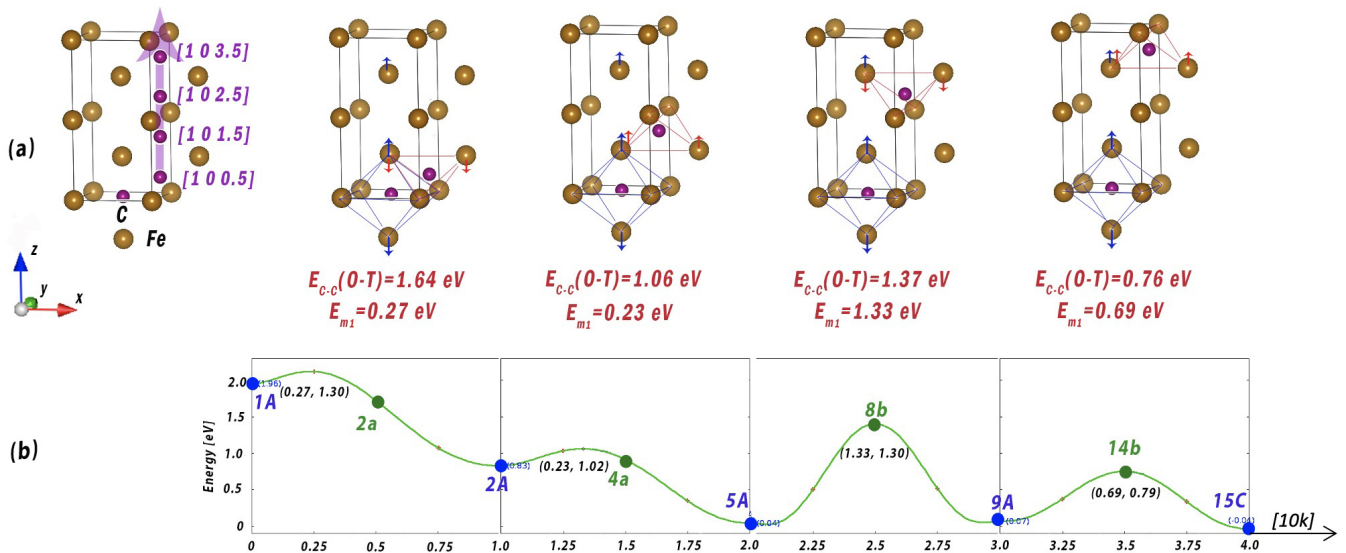 [1 0 3.5]
[1 0 2.5]
[1 0 1.5]
[1 0 0.5]
(a)
C
Fe
z
y
x
E_C-C(O-T)=1.64 eV
E_m1=0.27 eV
E_C-C(O-T)=1.06 eV
E_m1=0.23 eV
E_C-C(O-T)=1.37 eV
E_m1=1.33 eV
E_C-C(O-T)=0.76 eV
E_m1=0.69 eV
(b)
Energy [eV]
2.0
1.5
1.0
0.5
0
(1.96)
1A
(0.27, 1.30)
2a
(0.83)
2A
(0.23, 1.02)
4a
5A
(0.04)
8b
(1.33, 1.30)
9A
(0.07)
14b
(0.69, 0.79)
15C
[10k]
0 0.25 0.5 0.75 1.0 1.25 1.5 1.75 2.0 2.25 2.5 2.75 3.0 3.25 3.5 3.75 4.0